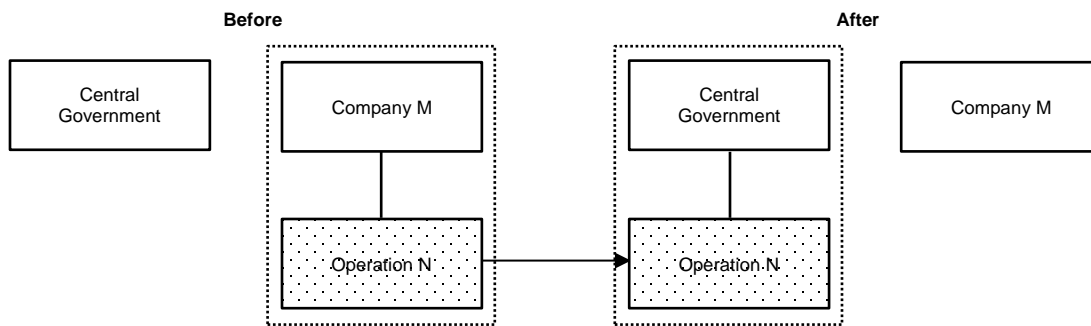 Before
After
Central
Government
Company M
Central
Government
Company M
Operation N
Operation N